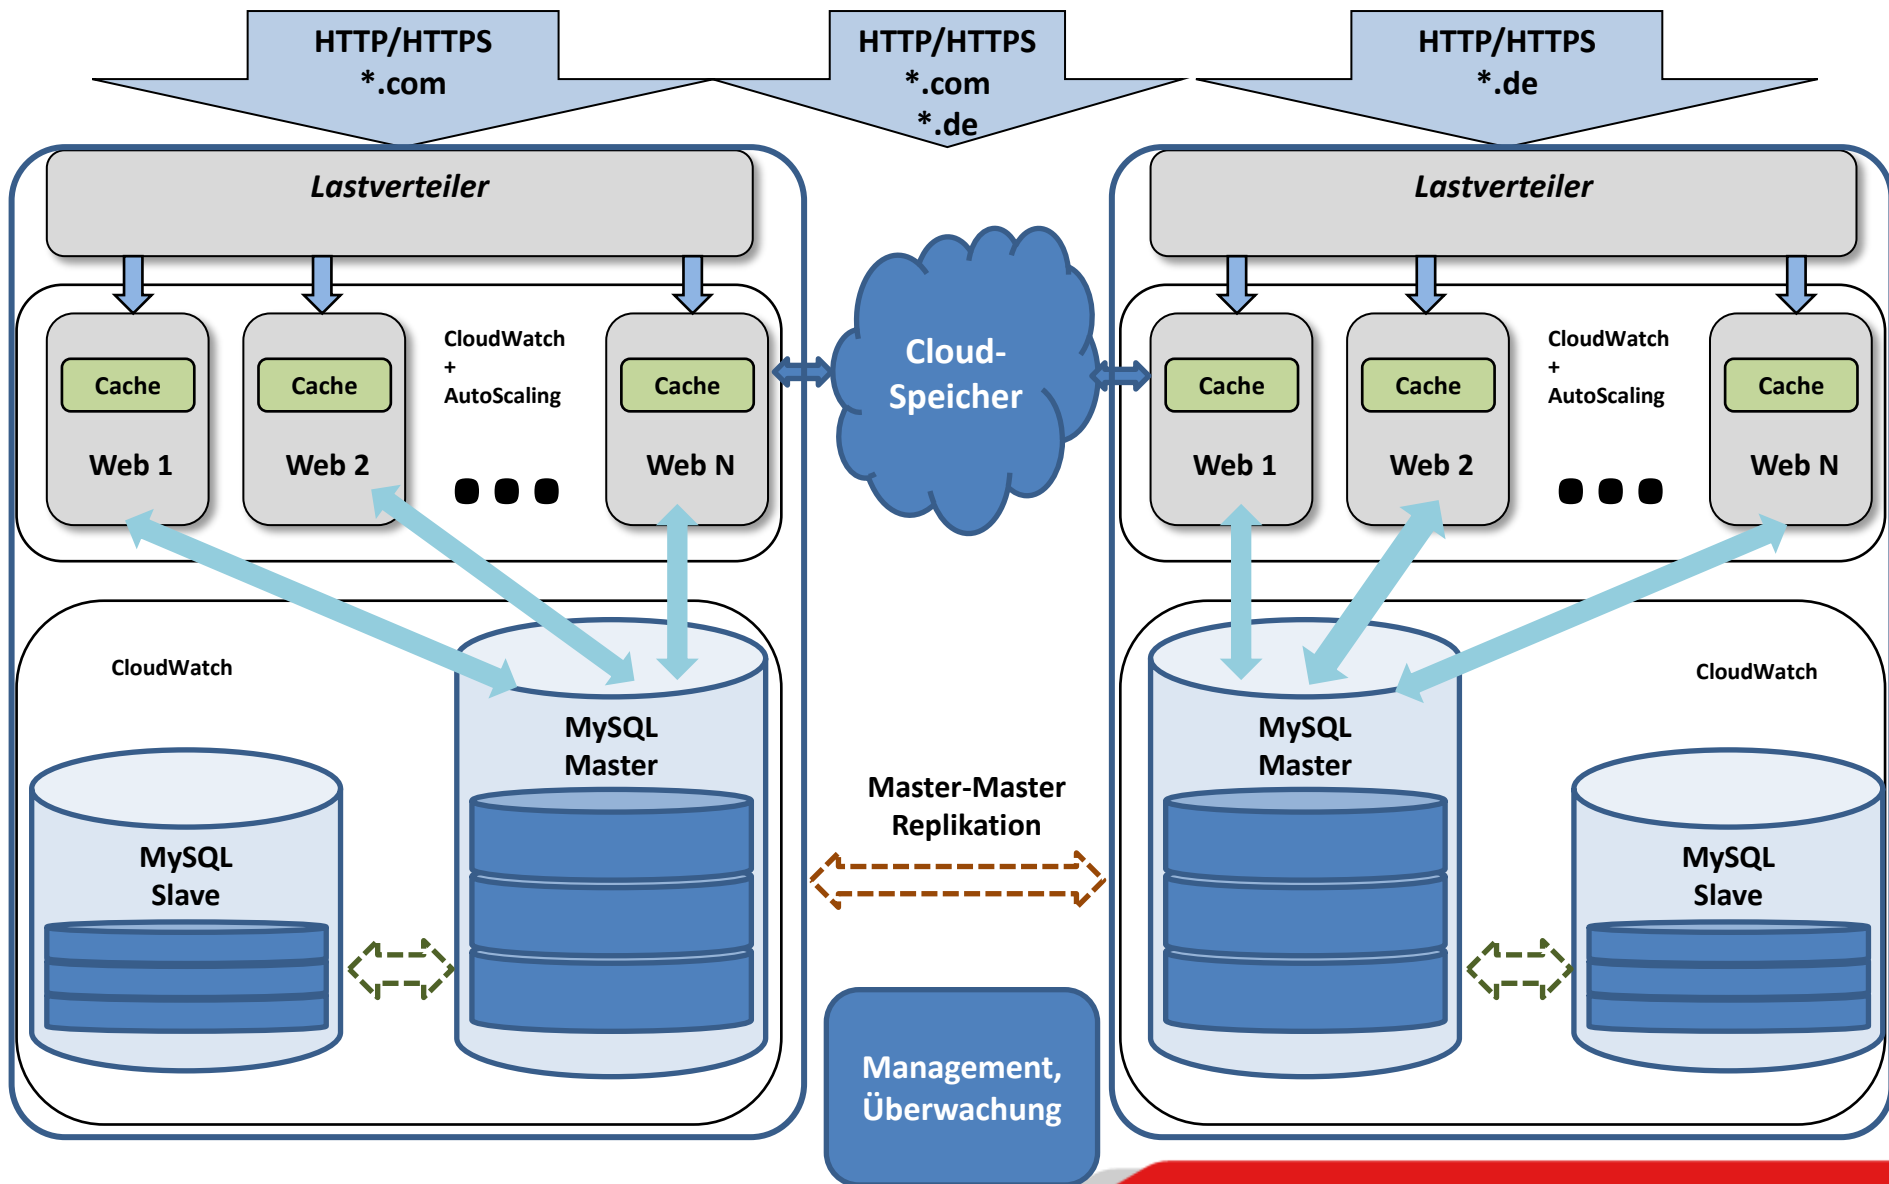 HTTP/HTTPS
*.com
HTTP/HTTPS
*.com
*.de
HTTP/HTTPS
*.de
Lastverteiler
Lastverteiler
CloudWatch
+
AutoScaling
Cache
Web 1
Cache
Web 2
Cache
Web N
Cloud-
Speicher
CloudWatch
+
AutoScaling
Cache
Web 1
Cache
Web 2
Cache
Web N
CloudWatch
MySQL
Master
MySQL
Slave
Master-Master
Replikation
MySQL
Master
CloudWatch
MySQL
Slave
Management,
Überwachung